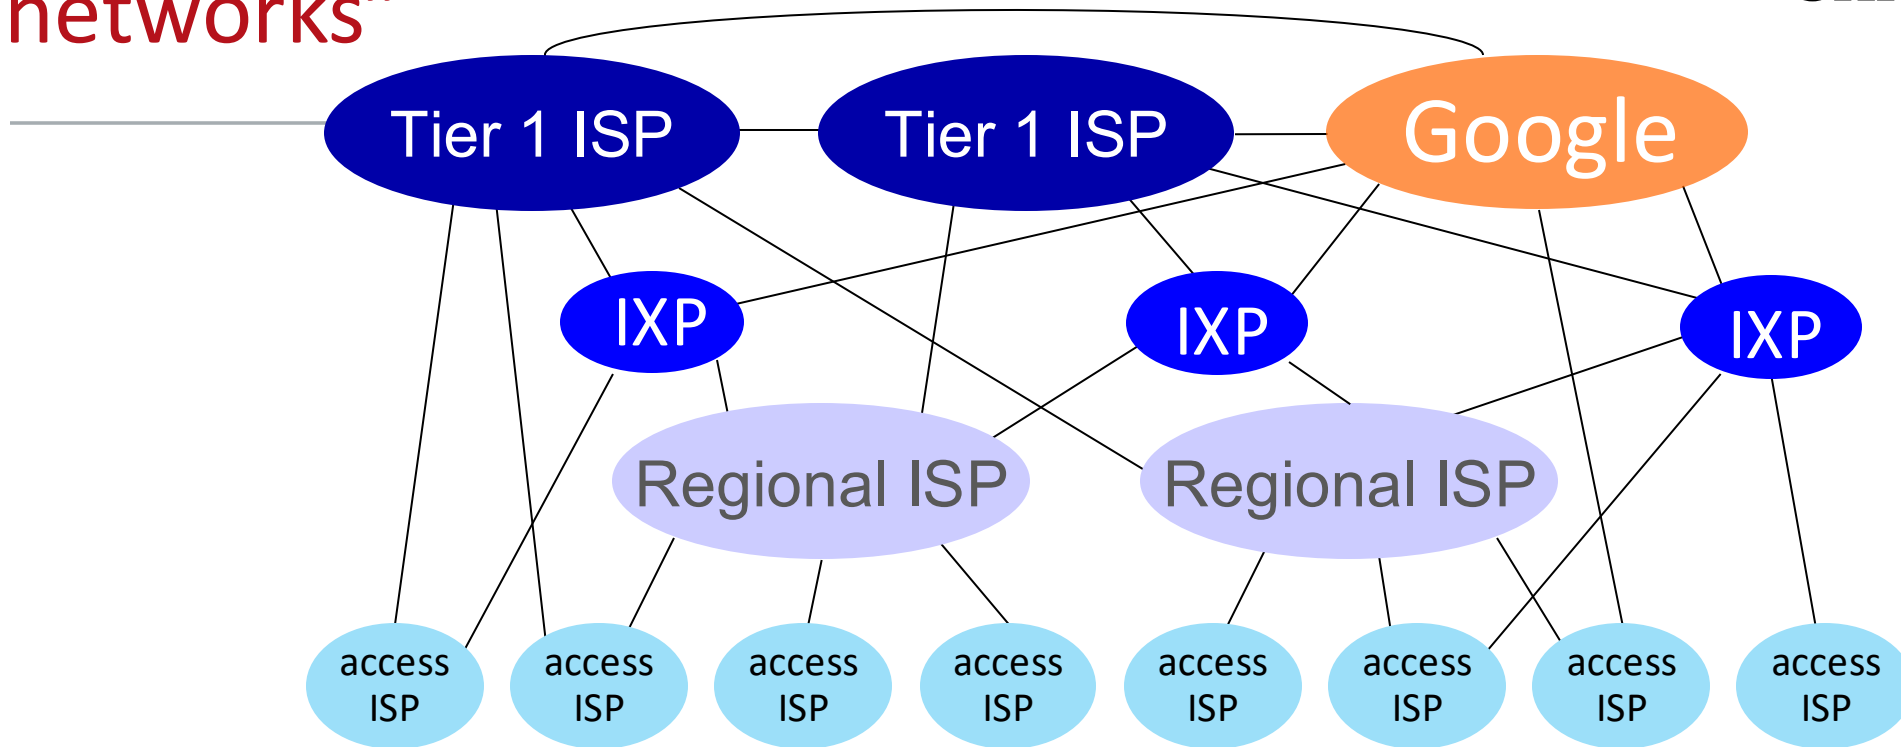 networks"
Tier 1 ISP
Tier 1 ISP
Google
IXP
IXP
IXP
Regional ISP
Regional ISP
access
ISP
access
ISP
access
ISP
access
ISP
access
ISP
access
ISP
access
ISP
access
ISP